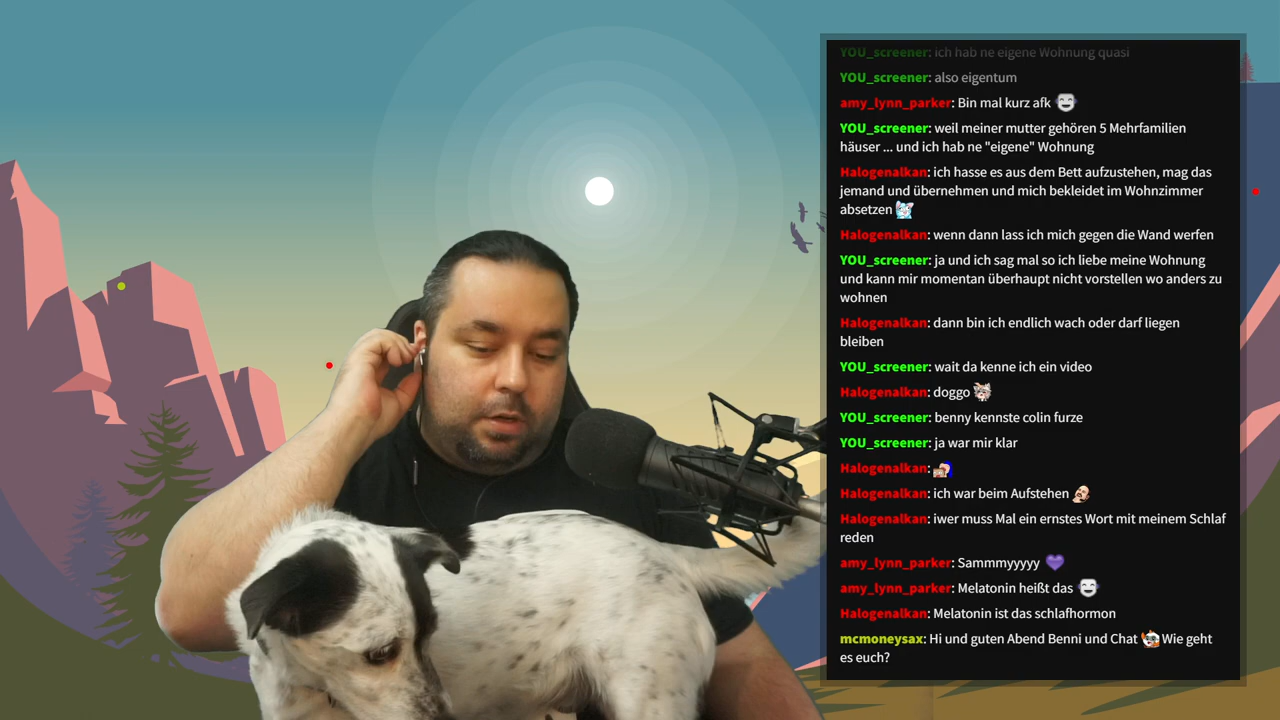 YOU_screener: ich hab ne eigene Wohnung quasi
YOU_screener: also eigentum
amy_lynn_parker: Bin mal kurz afk
YOU_screener: weil meiner mutter gehören 5 Mehrfamilien
häuser ... und ich hab ne "eigene" Wohnung
Halogenalkan: ich hasse es aus dem Bett aufzustehen, mag das
jemand und übernehmen und mich bekleidet im Wohnzimmer
absetzen
Halogenalkan: wenn dann lass ich mich gegen die Wand werfen
YOU_screener: ja und ich sag mal so ich liebe meine Wohnung
und kann mir momentan überhaupt nicht vorstellen wo anders zu
wohnen
Halogenalkan: dann bin ich endlich wach oder darf liegen
bleiben
YOU_screener: wait da kenne ich ein video
Halogenalkan: doggo
YOU_screener: benny kennste colin furze
YOU_screener: ja war mir klar
Halogenalkan:
Halogenalkan: ich war beim Aufstehen
Halogenalkan: iwer muss Mal ein ernstes Wort mit meinem Schlaf
reden
amy_lynn_parker: Sammmyyyyy
amy_lynn_parker: Melatonin heißt das
Halogenalkan: Melatonin ist das schlafhormon
mcmoneysax: Hi und guten Abend Benni und Chat Wie geht
es euch?